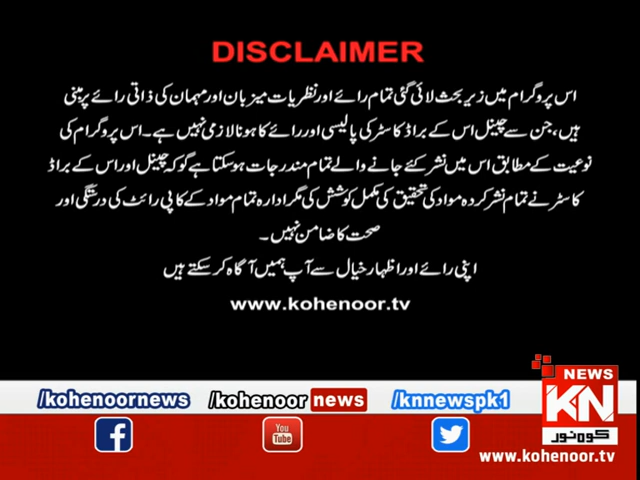 DISCLAIMER
اس پروگرام میں زیرِ بحث لائی گئی تمام رائے اور نظریات میزبان اور مہمان کی ذاتی رائے پر مبنی
ہیں، جن سے چینل اس کے براڈ کاسٹر کی پالیسی اور رائے کا ہونا لازمی نہیں ہے۔ اس پروگرام کی
نوعیت کے مطابق اس میں نشر کئے جانے والے تمام مندرجات ہو سکتا ہے گو کہ چینل اور اس کے براڈ
کاسٹر نے تمام نشر کردہ مواد کی تحقیق کی مکمل کوشش کی مگر ادارہ تمام مواد کے کاپی رائٹ کی درستگی اور
صحت کا ضامن نہیں۔
اپنی رائے اور اظہار خیال سے آپ ہمیں آگاہ کر سکتے ہیں
www.kohenoor.tv
/kohenoornews /kohenoor news /knnewspk1
You Tube
NEWS
KN
کوہ نور
www.kohenoor.tv